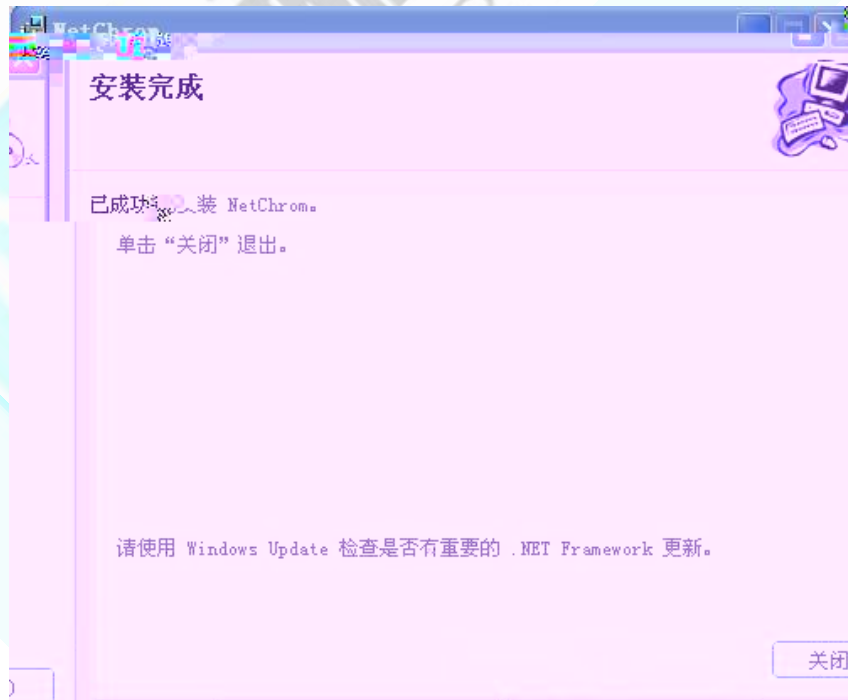 NetChrom
安装完成
已成功安装 NetChrom。
单击“关闭”退出。
请使用 Windows Update 检查是否有重要的 .NET Framework 更新。
关闭